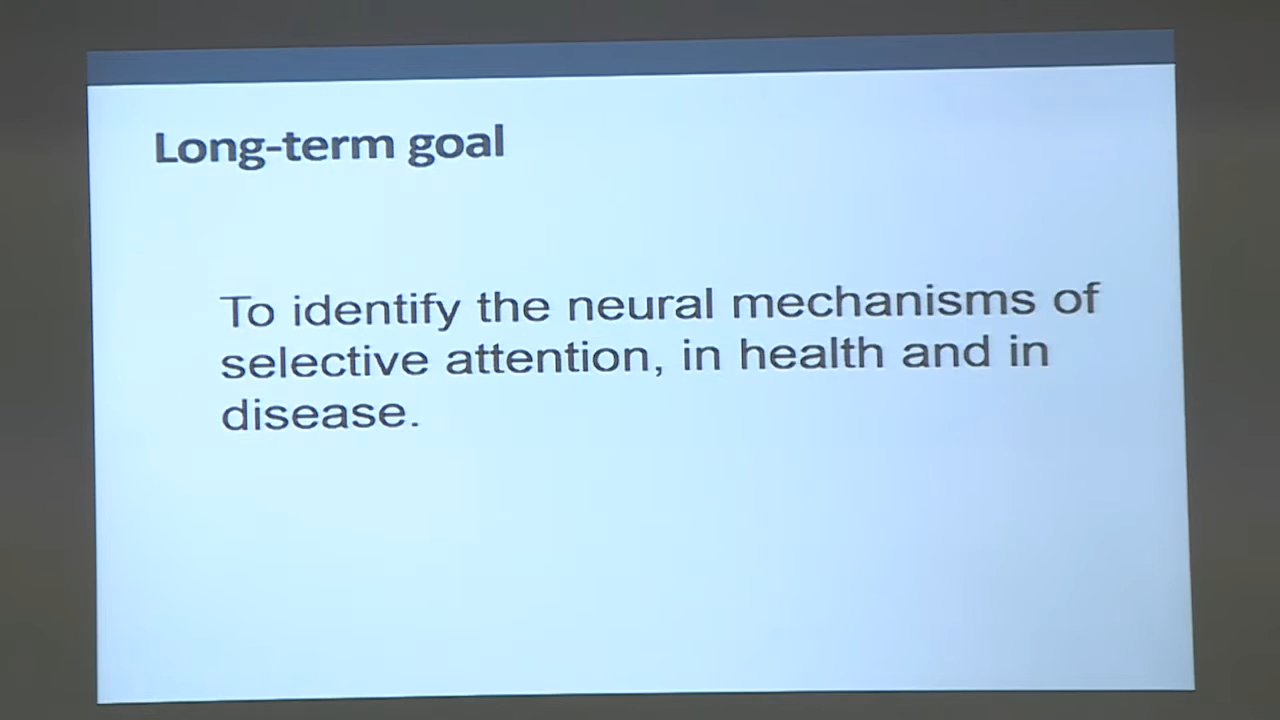 Long-term goal
To identify the neural mechanisms of
selective attention, in health and in
disease.